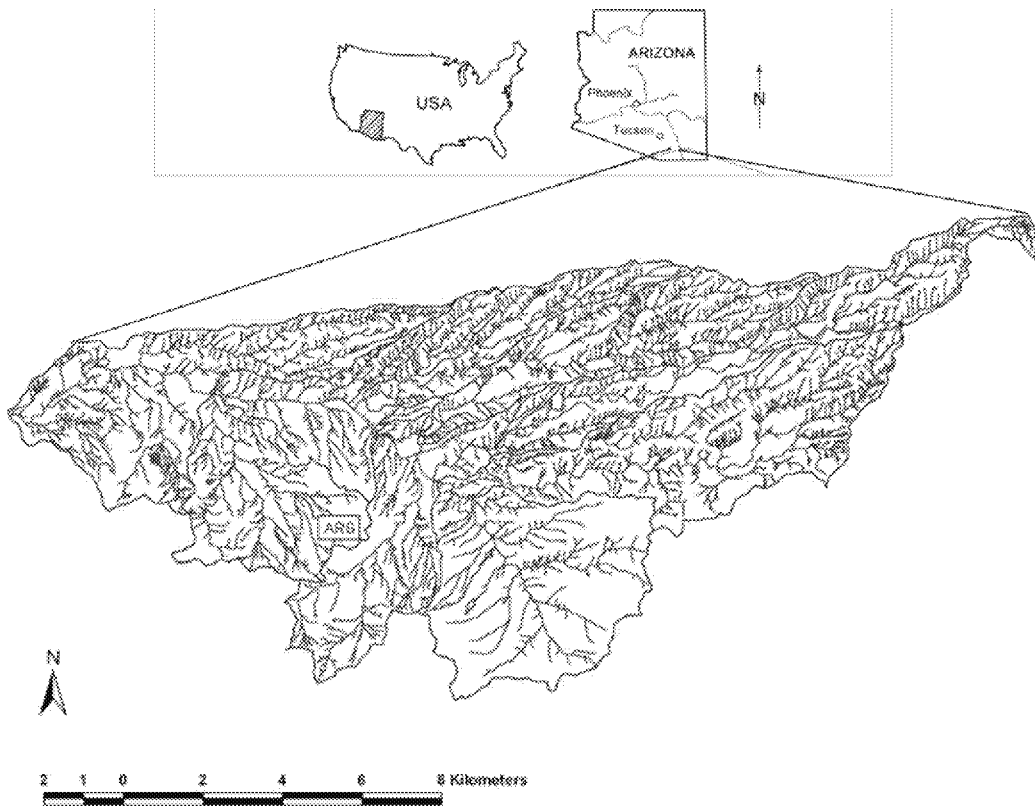 ARIZONA
USA
Phoenix
N
Tucson
ARS
N
2 1 0 2 4 6 8 Kilometers